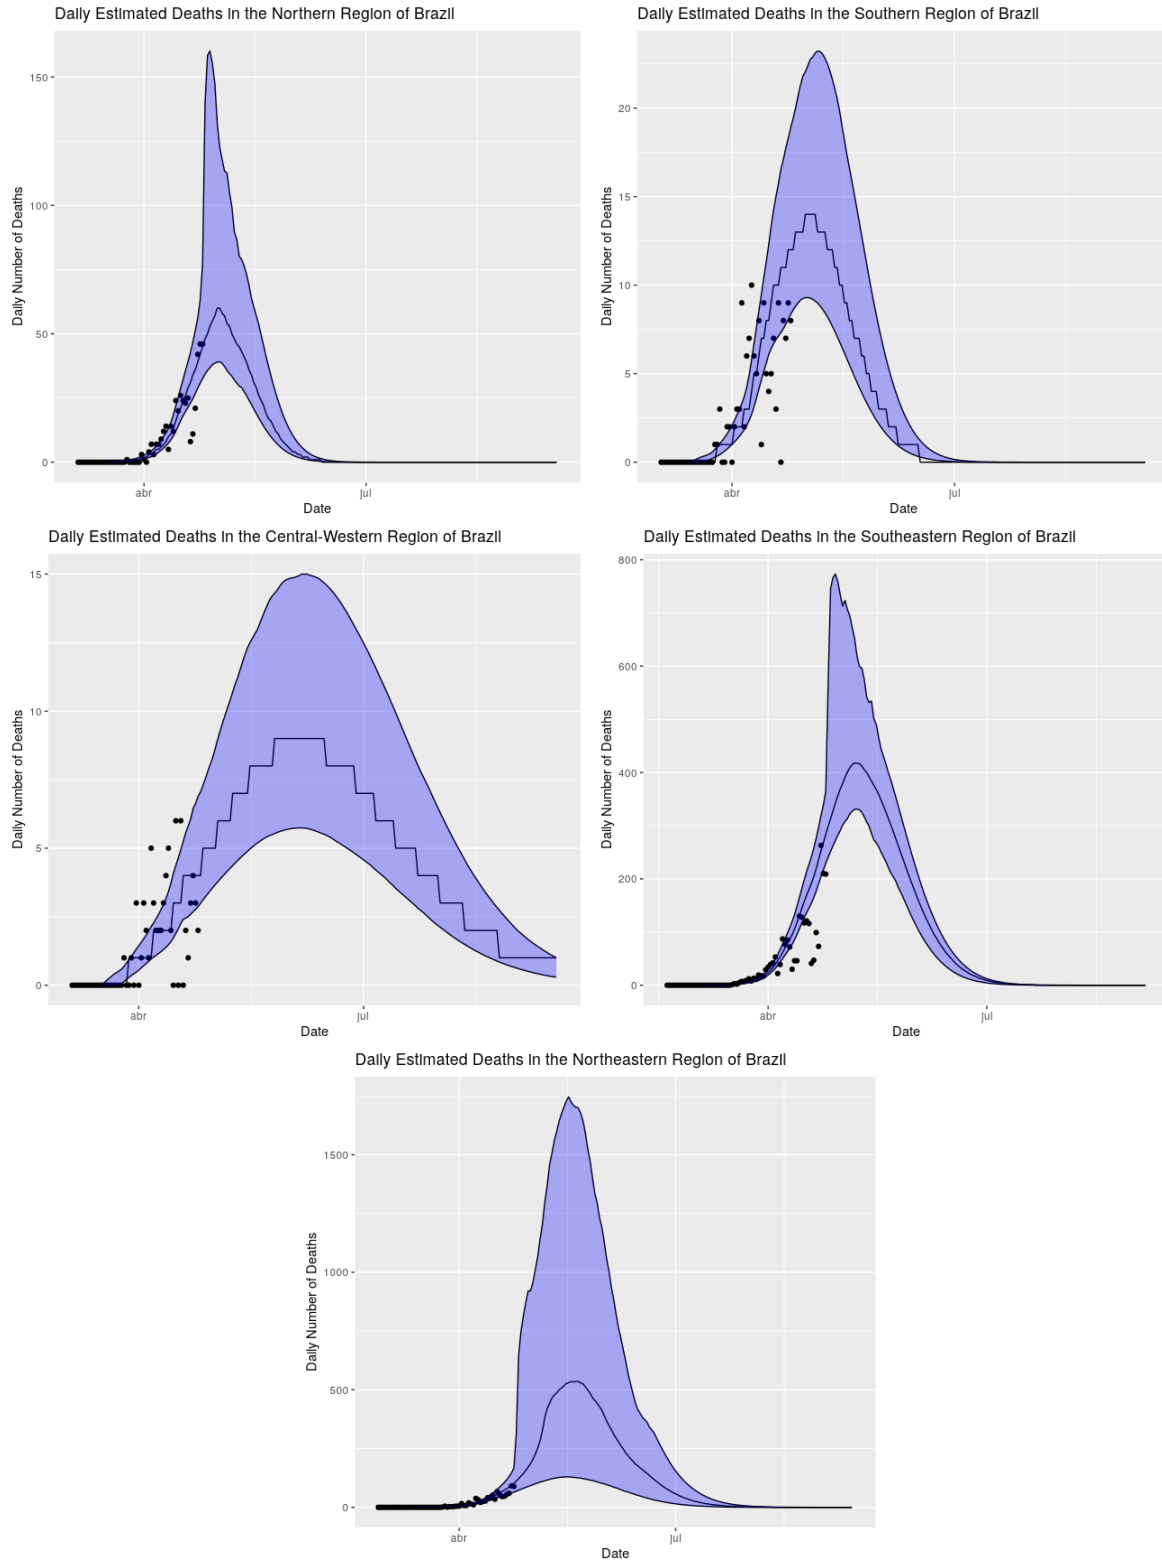 Daily Estimated Deaths in the Northern Region of Brazil
Daily Number of Deaths
150
100
50
0
abr
jul
Date
Daily Estimated Deaths in the Southern Region of Brazil
Daily Number of Deaths
20
15
10
5
0
abr
jul
Date
Daily Estimated Deaths in the Central-Western Region of Brazil
Daily Number of Deaths
15
10
5
0
abr
jul
Date
Daily Estimated Deaths in the Southeastern Region of Brazil
Daily Number of Deaths
800
600
400
200
0
abr
jul
Date
Daily Estimated Deaths in the Northeastern Region of Brazil
Daily Number of Deaths
1500
1000
500
0
abr
jul
Date